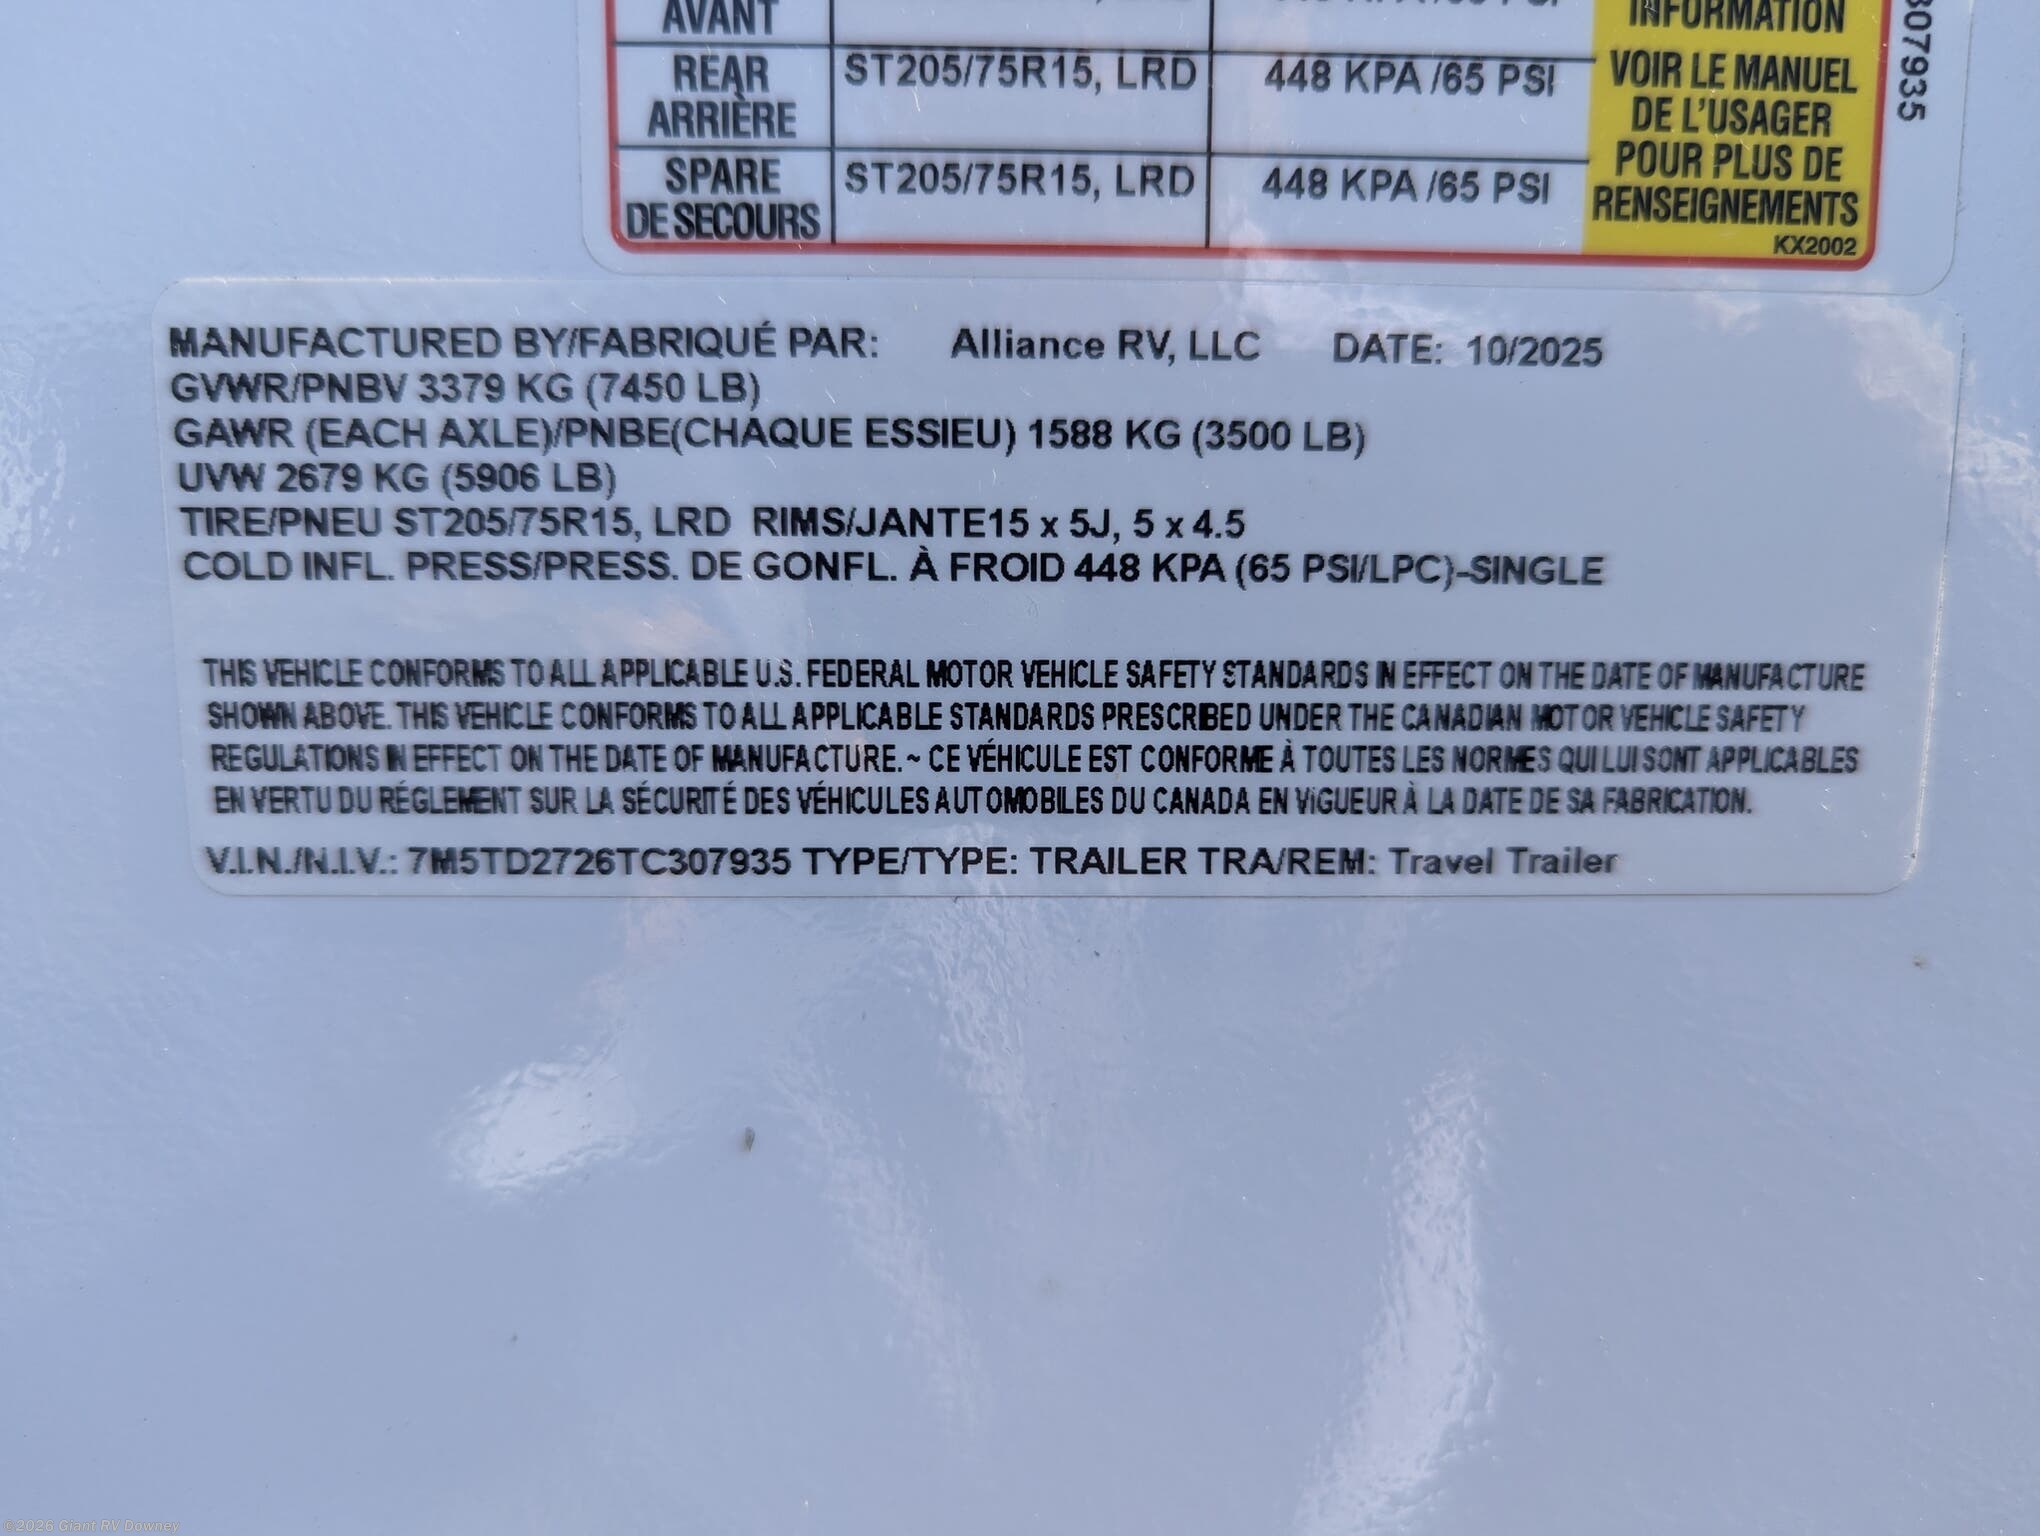 AVANT
INFORMATION
REAR ST205/75R15, LRD 448 KPA /65 PSI
ARRIÈRE
VOIR LE MANUEL
DE L'USAGER
POUR PLUS DE
RENSEIGNEMENTS
SPARE ST205/75R15, LRD 448 KPA /65 PSI
DE SECOURS
KX2002
307935
MANUFACTURED BY/FABRIQUÉ PAR: Alliance RV, LLC DATE: 10/2025
GVWR/PNBV 3379 KG (7450 LB)
GAWR (EACH AXLE)/PNBE(CHAQUE ESSIEU) 1588 KG (3500 LB)
UVW 2679 KG (5906 LB)
TIRE/PNEU ST205/75R15, LRD RIMS/JANTE15 x 5J, 5 x 4.5
COLD INFL. PRESS/PRESS. DE GONFL. À FROID 448 KPA (65 PSI/LPC)-SINGLE
THIS VEHICLE CONFORMS TO ALL APPLICABLE U.S. FEDERAL MOTOR VEHICLE SAFETY STANDARDS IN EFFECT ON THE DATE OF MANUFACTURE
SHOWN ABOVE. THIS VEHICLE CONFORMS TO ALL APPLICABLE STANDARDS PRESCRIBED UNDER THE CANADIAN MOTOR VEHICLE SAFETY
REGULATIONS IN EFFECT ON THE DATE OF MANUFACTURE.~ CE VÉHICULE EST CONFORME À TOUTES LES NORMES QUI LUI SONT APPLICABLES
EN VERTU DU RÉGLEMENT SUR LA SÉCURITÉ DES VÉHICULES AUTOMOBILES DU CANADA EN VIGUEUR À LA DATE DE SA FABRICATION.
V.I.N./N.I.V.: 7M5TD2726TC307935 TYPE/TYPE: TRAILER TRA/REM: Travel Trailer
©2026 Giant RV Downey